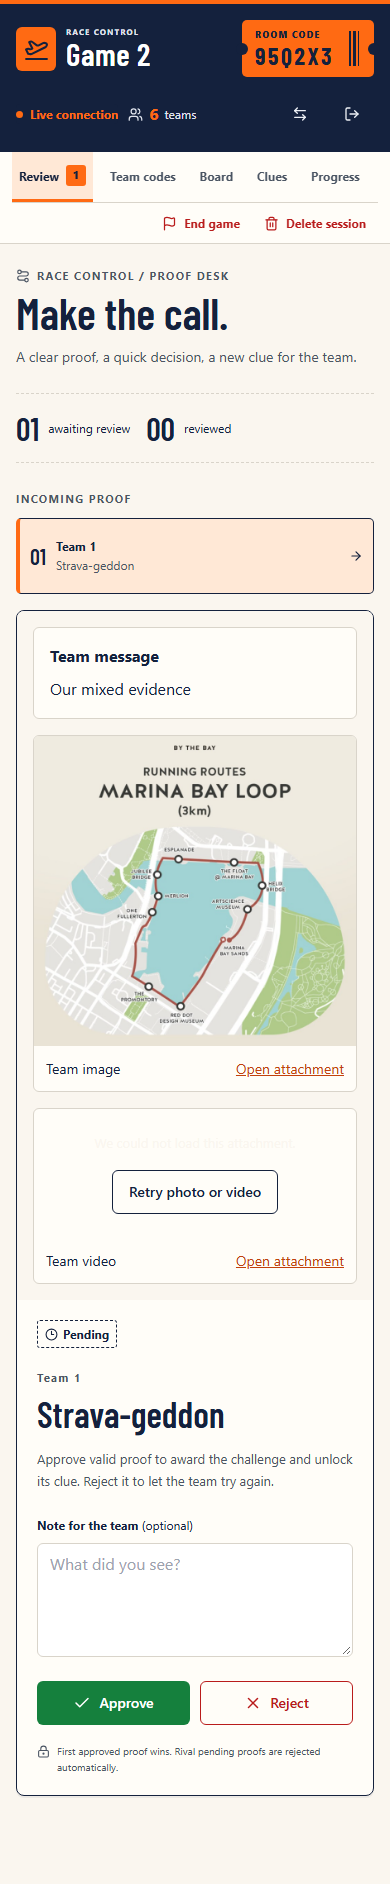 RACE CONTROL
Game 2
ROOM CODE
95Q2X3
Live connection 6 teams
Review 1 Team codes Board Clues Progress
End game Delete session
RACE CONTROL / PROOF DESK
Make the call.
A clear proof, a quick decision, a new clue for the team.
01 awaiting review 00 reviewed
INCOMING PROOF
01 Team 1
Strava-geddon
Team message
Our mixed evidence
BY THE BAY
RUNNING ROUTES
MARINA BAY LOOP
(3km)
ESPLANADE
JUBILEE
BRIDGE
THE FLOAT
@ MARINA BAY
HELIX
BRIDGE
MERLION
ARTSCIENCE
MUSEUM
ONE
FULLERTON
MARINA
BAY SANDS
THE
PROMONTORY
RED DOT
DESIGN MUSEUM
Team image Open attachment
We could not load this attachment.
Retry photo or video
Team video Open attachment
Pending
Team 1
Strava-geddon
Approve valid proof to award the challenge and unlock
its clue. Reject it to let the team try again.
Note for the team (optional)
What did you see?
Approve Reject
First approved proof wins. Rival pending proofs are rejected
automatically.